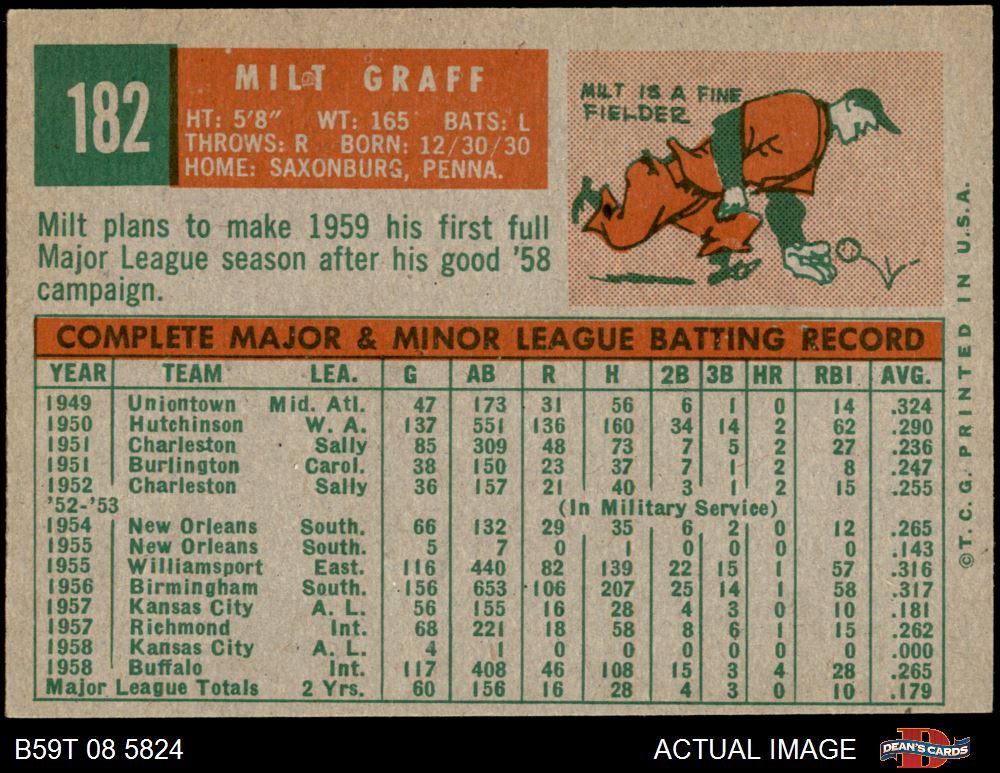 182
MILT GRAFF
HT: 5'8" WT: 165 BATS: L
THROWS: R BORN: 12/30/30
HOME: SAXONBURG, PENNA.
MILT IS A FINE
FIELDER
Milt plans to make 1959 his first full
Major League season after his good '58
campaign.
COMPLETE MAJOR & MINOR LEAGUE BATTING RECORD
YEAR TEAM LEA. G AB R H 2B 3B HR RBI AVG.
1949 Uniontown Mid. Atl. 47 173 31 56 6 1 0 14 .324
1950 Hutchinson W. A. 137 551 136 160 34 14 2 62 .290
1951 Charleston Sally 85 309 48 73 7 5 2 27 .236
1951 Burlington Carol. 38 150 23 37 7 1 2 8 .247
1952 Charleston Sally 36 157 21 40 3 1 2 15 .255
'52-'53 (In Military Service)
1954 New Orleans South. 66 132 29 35 6 2 0 12 .265
1955 New Orleans South. 5 7 0 1 0 0 0 0 .143
1955 Williamsport East. 116 440 82 139 22 15 1 57 .316
1956 Birmingham South. 156 653 106 207 25 14 1 58 .317
1957 Kansas City A. L. 56 155 16 28 4 3 0 10 .181
1957 Richmond Int. 68 221 18 58 8 6 1 15 .262
1958 Kansas City A. L. 4 1 0 0 0 0 0 0 .000
1958 Buffalo Int. 117 408 46 108 15 3 4 28 .265
Major League Totals 2 Yrs. 60 156 16 28 4 3 0 10 .179
©T.C.G. PRINTED IN U.S.A.
B59T 08 5824
ACTUAL IMAGE
DEAN'S CARDS